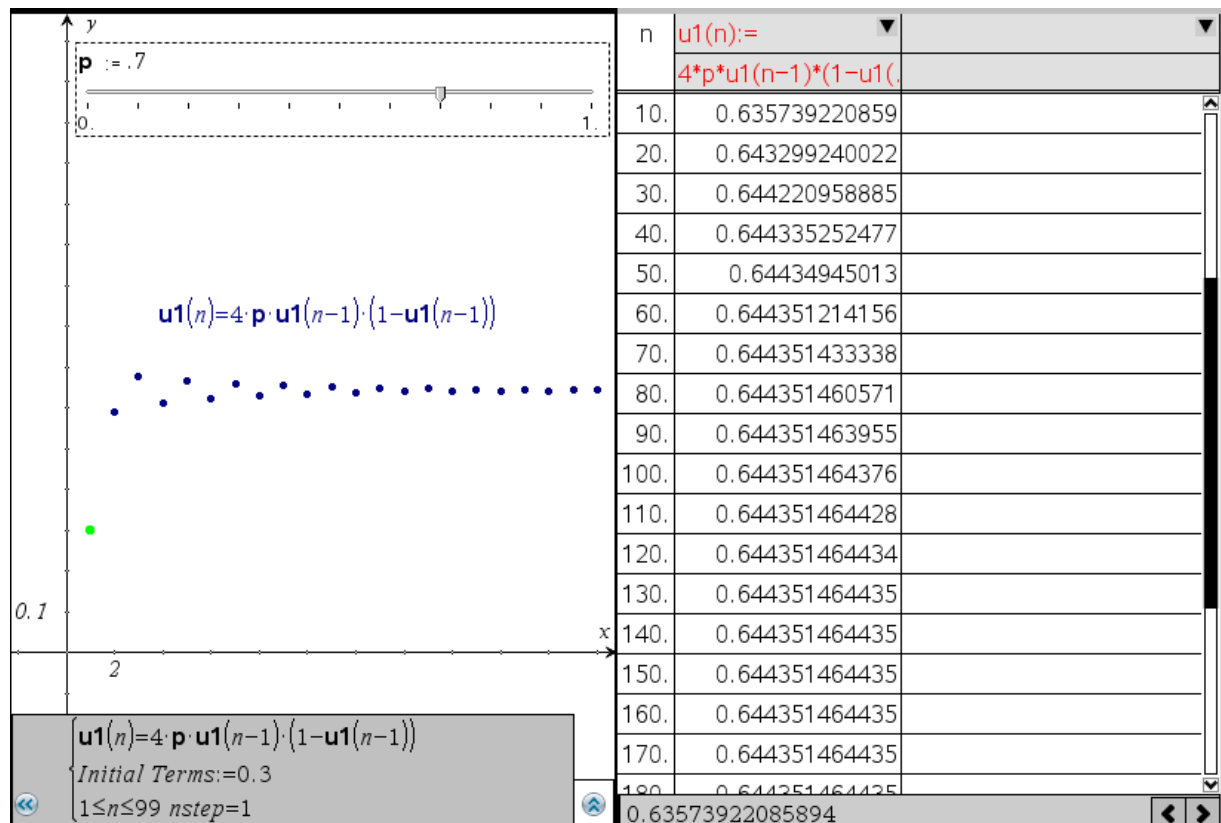 y
p := .7
0. 1.
u1(n)=4·p·u1(n−1)·(1−u1(n−1))
0.1
x
2
u1(n)=4·p·u1(n−1)·(1−u1(n−1))
Initial Terms:=0.3
1≤n≤99 nstep=1
n u1(n):=
4*p*u1(n−1)*(1−u1(.
10. 0.635739220859
20. 0.643299240022
30. 0.644220958885
40. 0.644335252477
50. 0.64434945013
60. 0.644351214156
70. 0.644351433338
80. 0.644351460571
90. 0.644351463955
100. 0.644351464376
110. 0.644351464428
120. 0.644351464434
130. 0.644351464435
140. 0.644351464435
150. 0.644351464435
160. 0.644351464435
170. 0.644351464435
180. 0.644351464435
0.63573922085894